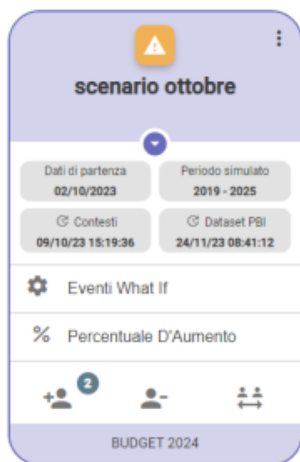 scenario ottobre
Dati di partenza
02/10/2023
Periodo simulato
2019 - 2025
Contesti
09/10/23 15:19:36
Dataset PBI
24/11/23 08:41:12
Eventi What If
% Percentuale D'Aumento
2
BUDGET 2024